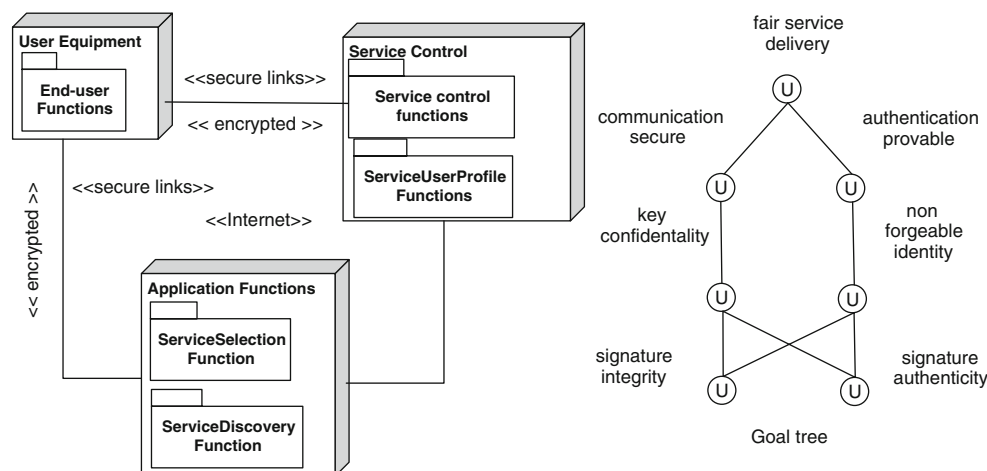 User Equipment
End-user
Functions
<<secure links>>
<< encrypted >>
Service Control
Service control
functions
ServiceUserProfile
Functions
<< encrypted >>
<<secure links>>
<<Internet>>
Application Functions
ServiceSelection
Function
ServiceDiscovery
Function
fair service
delivery
U
communication
secure
authentication
provable
U
U
key
confidentality
non
forgeable
identity
U
U
signature
integrity
signature
authenticity
U
U
Goal tree